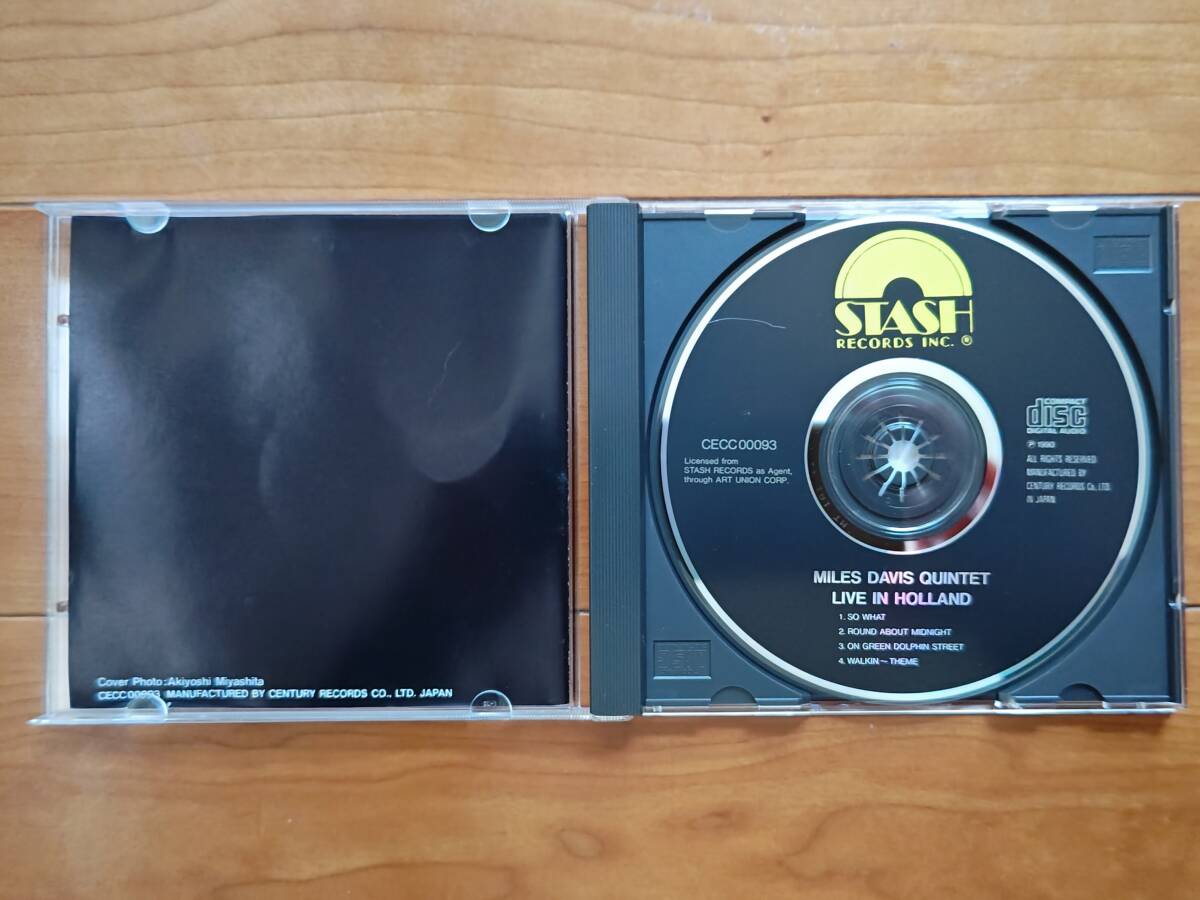 Cover Photo:Akiyoshi Miyashita
CECC00093 MANUFACTURED BY CENTURY RECORDS CO., LTD. JAPAN
STASH
RECORDS INC. ®
CECC00093
Licensed from
STASH RECORDS as Agent,
through ART UNION CORP.
COMPACT
disc
DIGITAL AUDIO
Ⓟ 1993
ALL RIGHTS RESERVED.
MANUFACTURED BY
CENTURY RECORDS Co., LTD.
IN JAPAN
MILES DAVIS QUINTET
LIVE IN HOLLAND
1. SO WHAT
2. ROUND ABOUT MIDNIGHT
3. ON GREEN DOLPHIN STREET
4. WALKIN～THEME